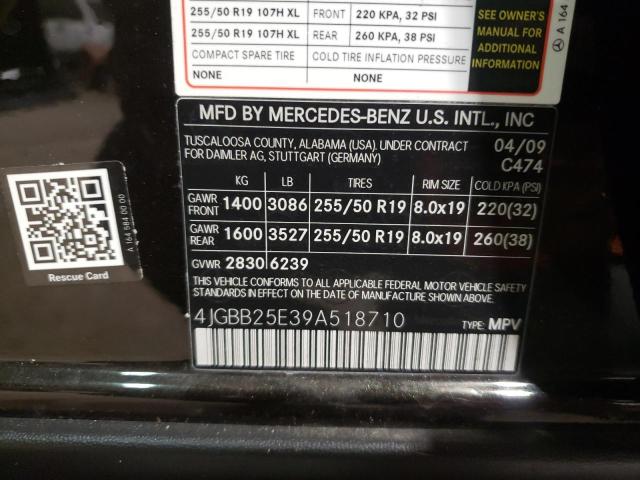 255/50 R19 107H XL FRONT 220 KPA, 32 PSI
255/50 R19 107H XL REAR 260 KPA, 38 PSI
COMPACT SPARE TIRE COLD TIRE INFLATION PRESSURE
NONE NONE
SEE OWNER'S
MANUAL FOR
ADDITIONAL
INFORMATION
A 164
MFD BY MERCEDES-BENZ U.S. INTL., INC
TUSCALOOSA COUNTY, ALABAMA (USA). UNDER CONTRACT
FOR DAIMLER AG, STUTTGART (GERMANY)
04/09
C474
KG LB TIRES RIM SIZE COLD KPA (PSI)
GAWR FRONT 1400 3086 255/50 R19 8.0x19 220(32)
GAWR REAR 1600 3527 255/50 R19 8.0x19 260(38)
GVWR 2830 6239
THIS VEHICLE CONFORMS TO ALL APPLICABLE FEDERAL MOTOR VEHICLE SAFETY
STANDARDS IN EFFECT ON THE DATE OF MANUFACTURE SHOWN ABOVE.
4JGBB25E39A518710 TYPE: MPV
A 164 584 00 00
Rescue Card